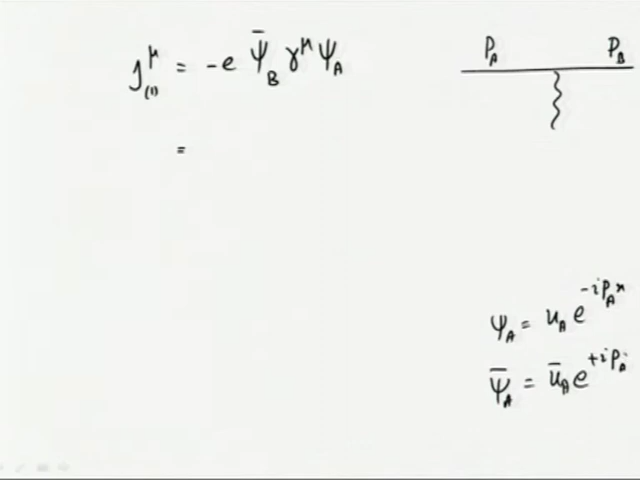 j^μ_(1) = -e ψ̄_B γ^μ ψ_A
P_A P_B
=
ψ_A = u_A e^{-iP_A x}
ψ̄_A = ū_A e^{+iP_A